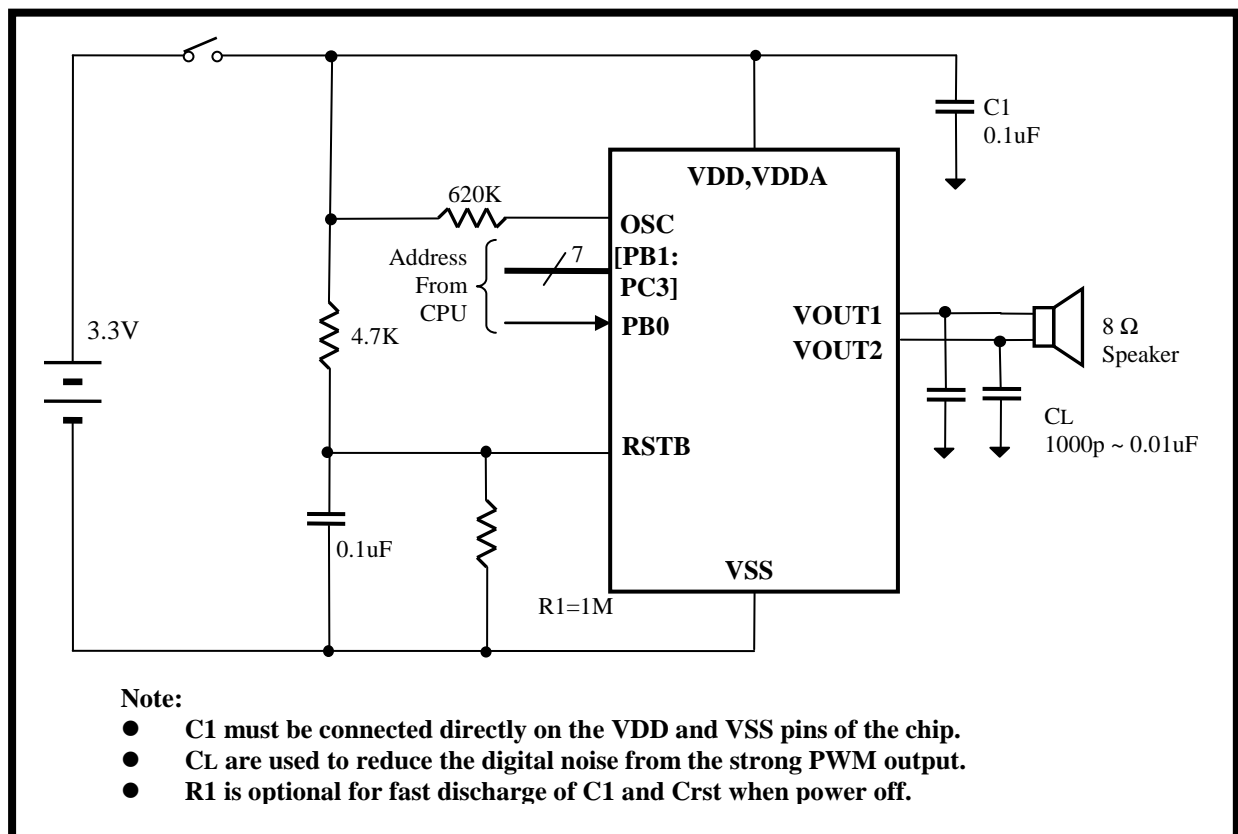 C1
0.1uF
VDD,VDDA
620K
OSC
[PB1:
PC3]
PB0
7
Address
From
CPU
3.3V
4.7K
VOUT1
VOUT2
8 Ω
Speaker
CL
1000p ~ 0.01uF
RSTB
0.1uF
VSS
R1=1M
Note:
● C1 must be connected directly on the VDD and VSS pins of the chip.
● CL are used to reduce the digital noise from the strong PWM output.
● R1 is optional for fast discharge of C1 and Crst when power off.